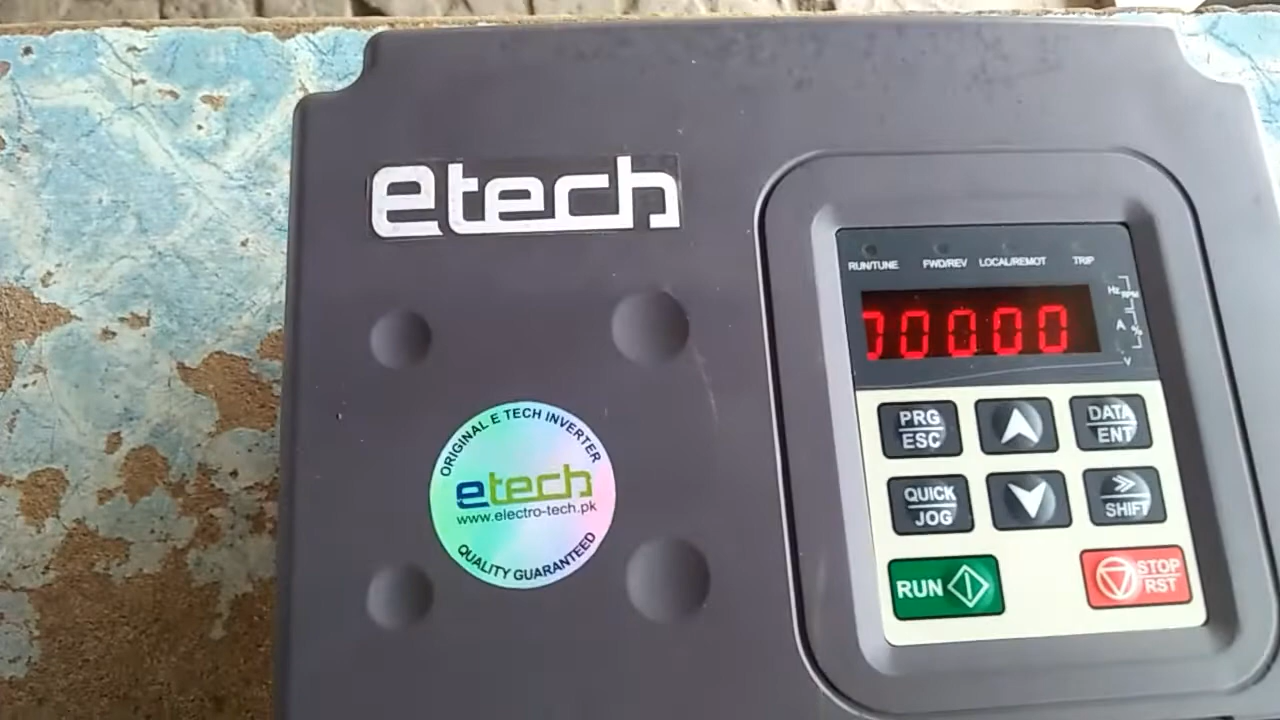 etech
RUN/TUNE FWD/REV LOCAL/REMOT TRIP
Hz
RPM
A
%
V
00000
PRG
ESC
DATA
ENT
QUICK
JOG
SHIFT
RUN
STOP
RST
ORIGINAL E TECH INVERTER
etech
www.electro-tech.pk
QUALITY GUARANTEED